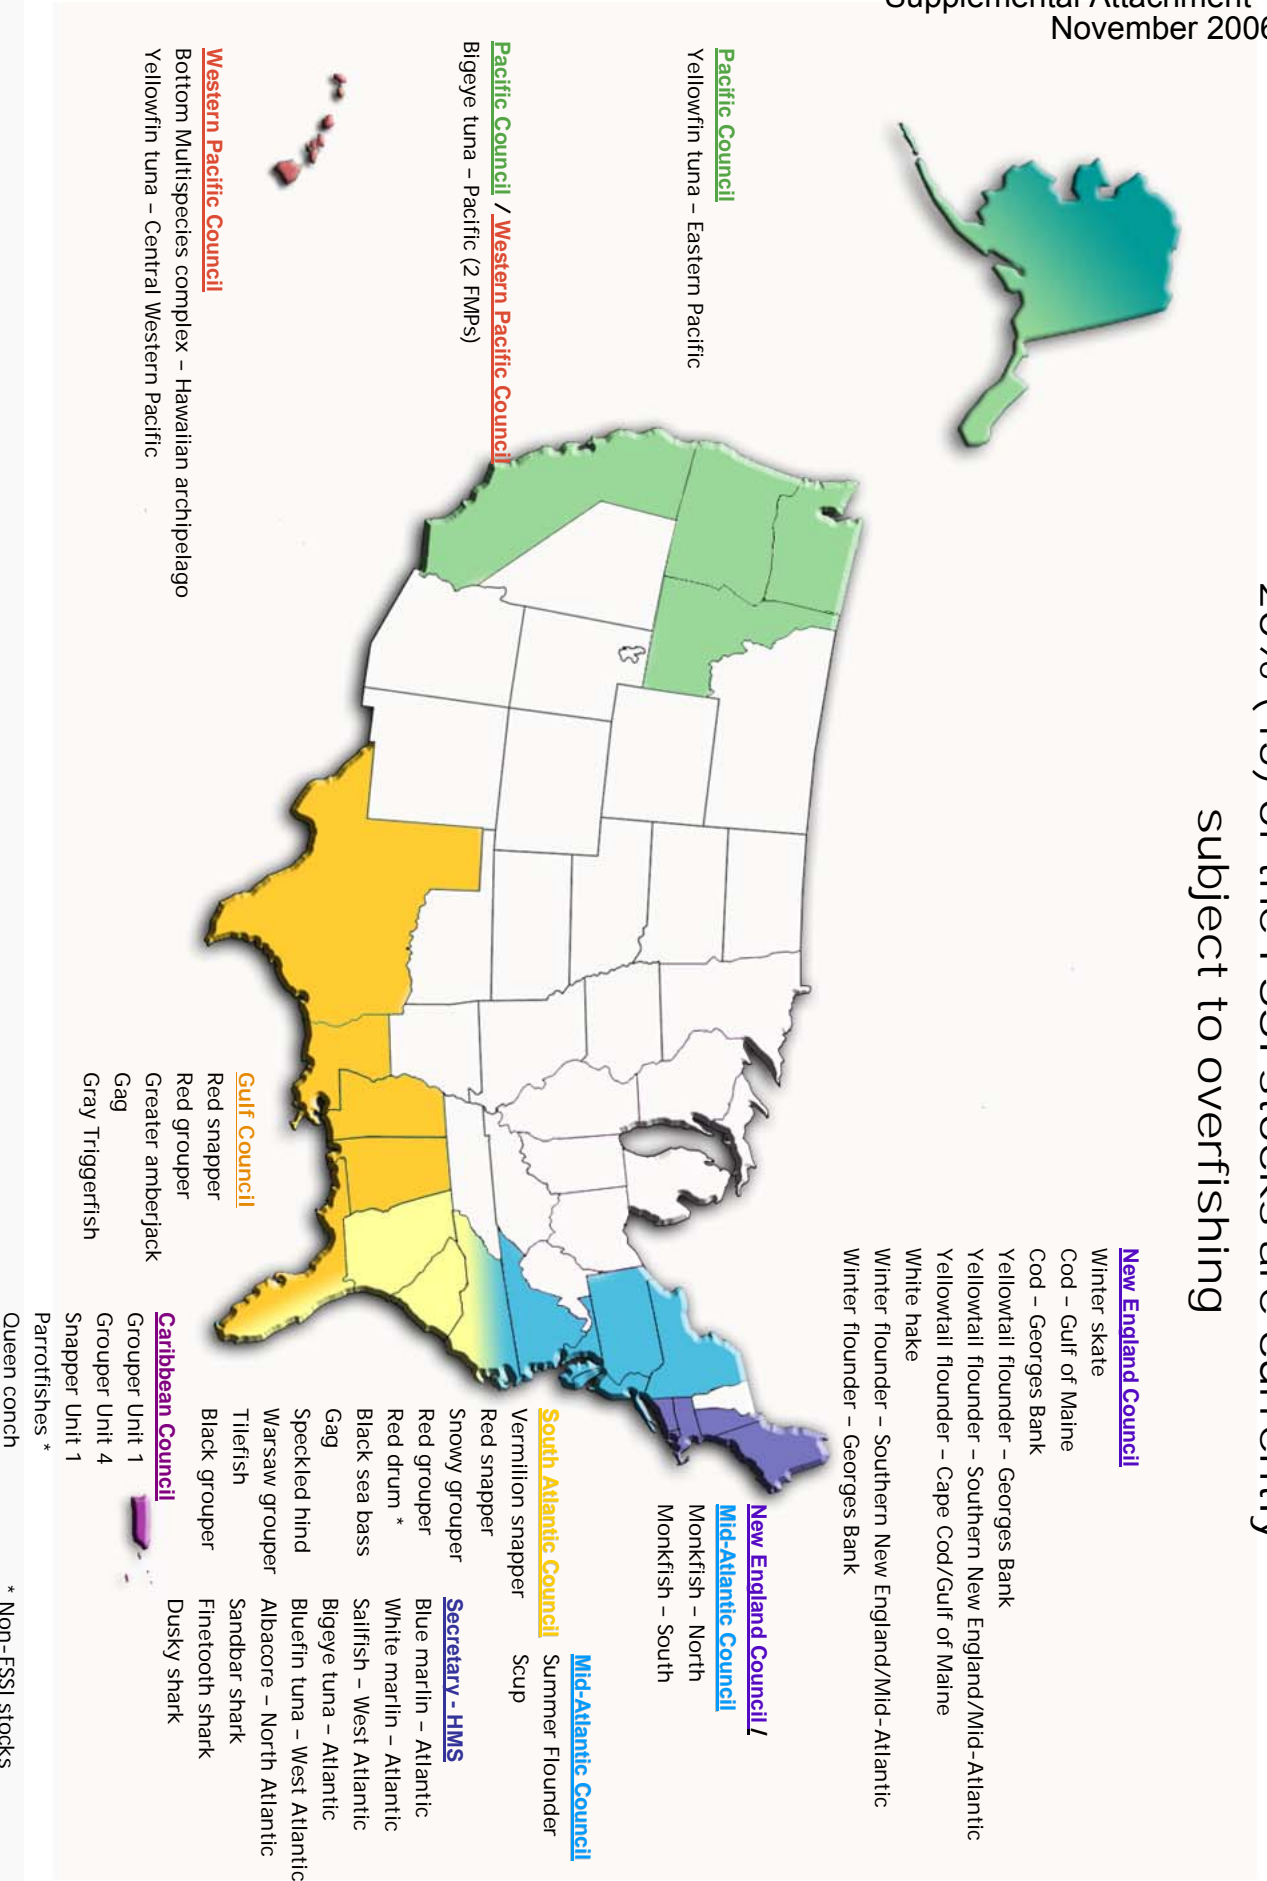 Supplemental Attachment
November 2006
subject to overfishing
New England Council
Winter skate
Cod – Gulf of Maine
Cod – Georges Bank
Yellowtail flounder – Georges Bank
Yellowtail flounder – Southern New England/Mid-Atlantic
Yellowtail flounder – Cape Cod/Gulf of Maine
White hake
Winter flounder – Southern New England/Mid-Atlantic
Winter flounder – Georges Bank
New England Council /
Mid-Atlantic Council
Monkfish – North
Monkfish – South
Mid-Atlantic Council
Summer Flounder
Scup
South Atlantic Council
Vermilion snapper
Red snapper
Snowy grouper
Red grouper
Red drum *
Black sea bass
Gag
Speckled hind
Warsaw grouper
Tilefish
Black grouper
Secretary - HMS
Blue marlin – Atlantic
White marlin – Atlantic
Sailfish – West Atlantic
Bigeye tuna – Atlantic
Bluefin tuna – West Atlantic
Albacore – North Atlantic
Sandbar shark
Finetooth shark
Dusky shark
Gulf Council
Red snapper
Red grouper
Greater amberjack
Gag
Gray Triggerfish
Caribbean Council
Grouper Unit 1
Grouper Unit 4
Snapper Unit 1
Parrotfishes *
Queen conch
* Non-FSSI stocks
Pacific Council
Yellowfin tuna – Eastern Pacific
Pacific Council / Western Pacific Council
Bigeye tuna – Pacific (2 FMPs)
Western Pacific Council
Bottom Multispecies complex – Hawaiian archipelago
Yellowfin tuna – Central Western Pacific